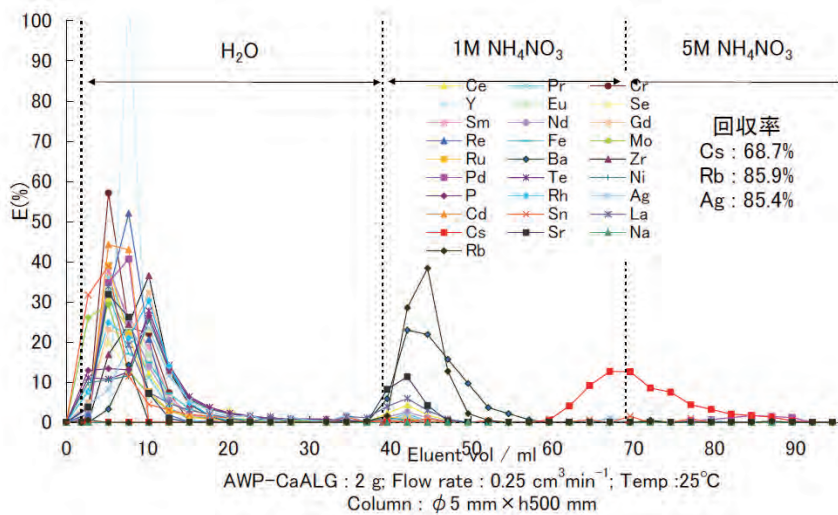 H₂O
1M NH₄NO₃
5M NH₄NO₃
100
90
80
70
60
50
40
30
20
10
0
E(%)
Ce Pr Cr
Y Eu Se
Sm Nd Gd
Re Fe Mo
Ru Ba Zr
Pd Te Ni
P Rh Ag
Cd Sn La
Cs Sr Na
Rb
回収率
Cs : 68.7%
Rb : 85.9%
Ag : 85.4%
0 10 20 30 40 50 60 70 80 90
Eluent vol / ml
AWP-CaALG : 2 g; Flow rate : 0.25 cm³min⁻¹; Temp :25℃
Column : φ5 mm×h500 mm